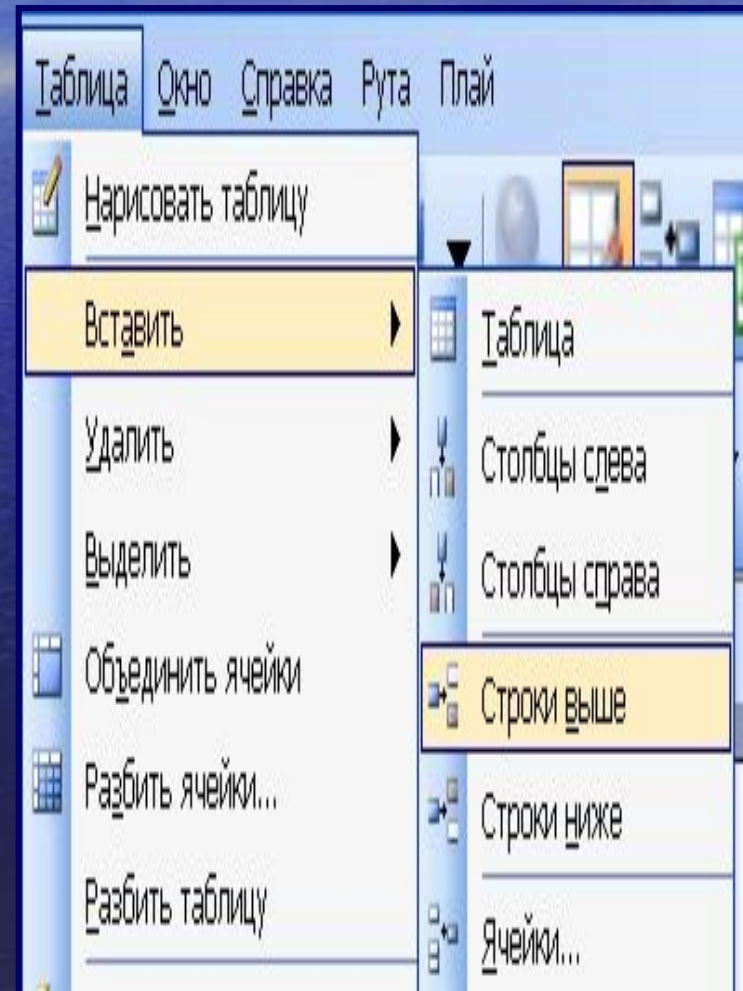 Таблица Окно Справка Рута Плай
Нарисовать таблицу
Вставить
Удалить
Выделить
Объединить ячейки
Разбить ячейки...
Разбить таблицу
Таблица
Столбцы слева
Столбцы справа
Строки выше
Строки ниже
Ячейки...